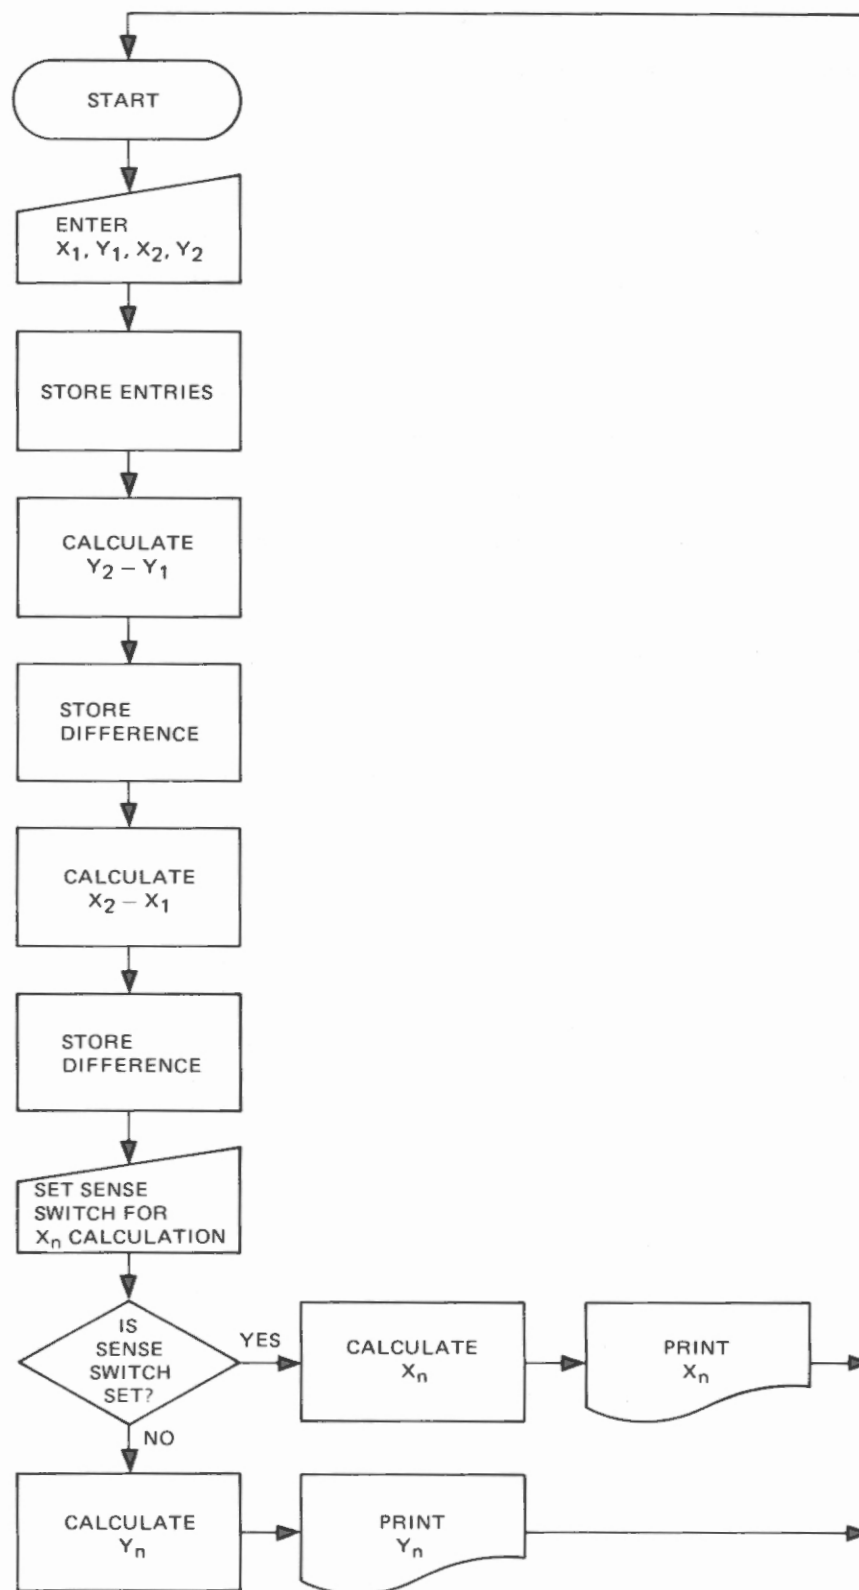 START
ENTER
X₁, Y₁, X₂, Y₂
STORE ENTRIES
CALCULATE
Y₂ – Y₁
STORE
DIFFERENCE
CALCULATE
X₂ – X₁
STORE
DIFFERENCE
SET SENSE
SWITCH FOR
Xₙ CALCULATION
IS
SENSE
SWITCH
SET?
YES
CALCULATE
Xₙ
PRINT
Xₙ
NO
CALCULATE
Yₙ
PRINT
Yₙ